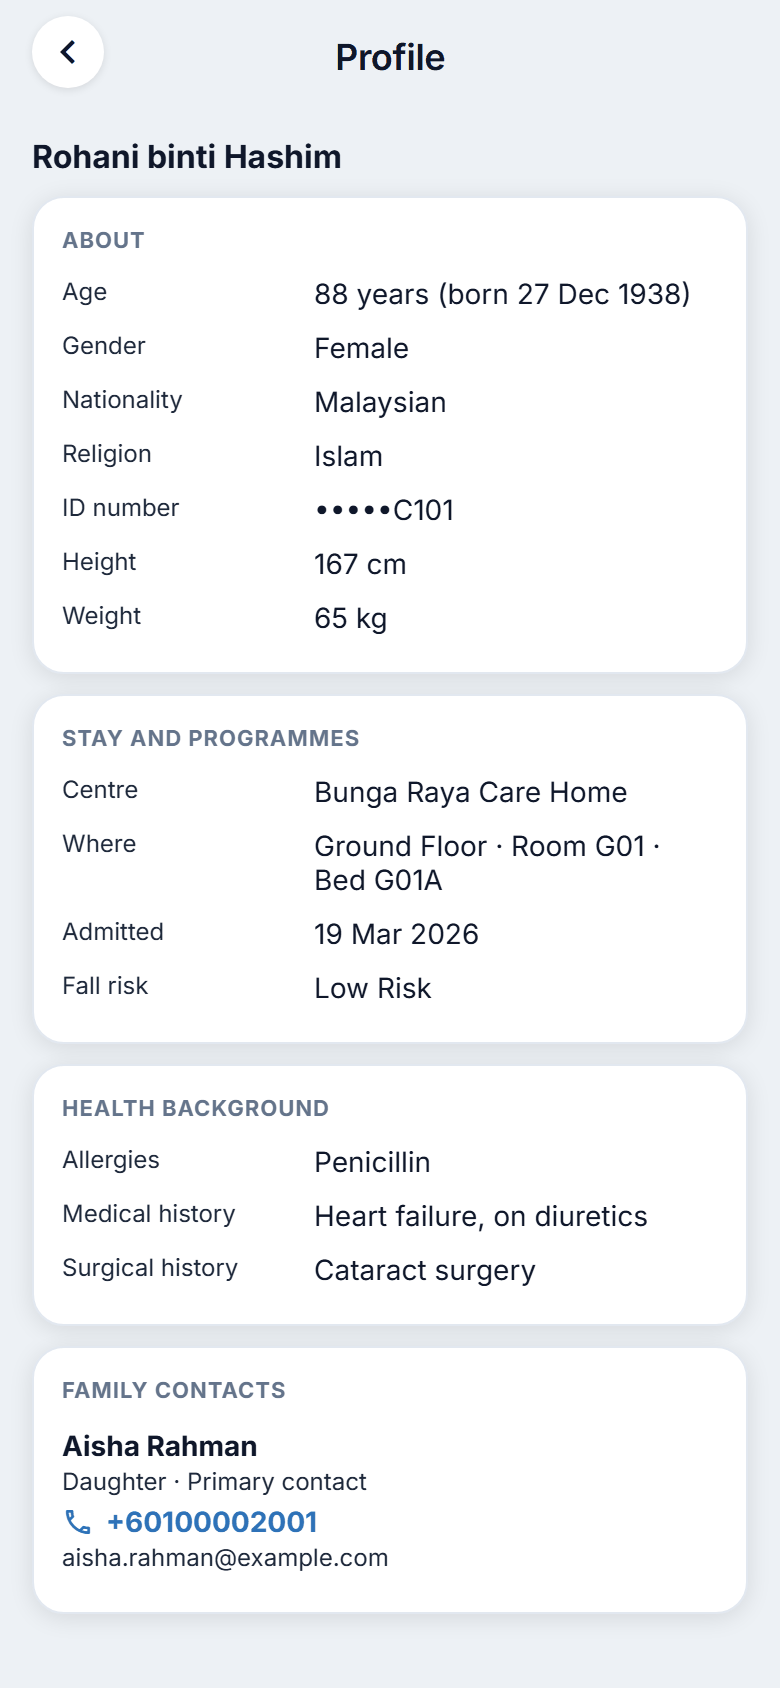 Profile
Rohani binti Hashim
ABOUT
Age 88 years (born 27 Dec 1938)
Gender Female
Nationality Malaysian
Religion Islam
ID number •••••C101
Height 167 cm
Weight 65 kg
STAY AND PROGRAMMES
Centre Bunga Raya Care Home
Where Ground Floor · Room G01 ·
Bed G01A
Admitted 19 Mar 2026
Fall risk Low Risk
HEALTH BACKGROUND
Allergies Penicillin
Medical history Heart failure, on diuretics
Surgical history Cataract surgery
FAMILY CONTACTS
Aisha Rahman
Daughter · Primary contact
+60100002001
aisha.rahman@example.com